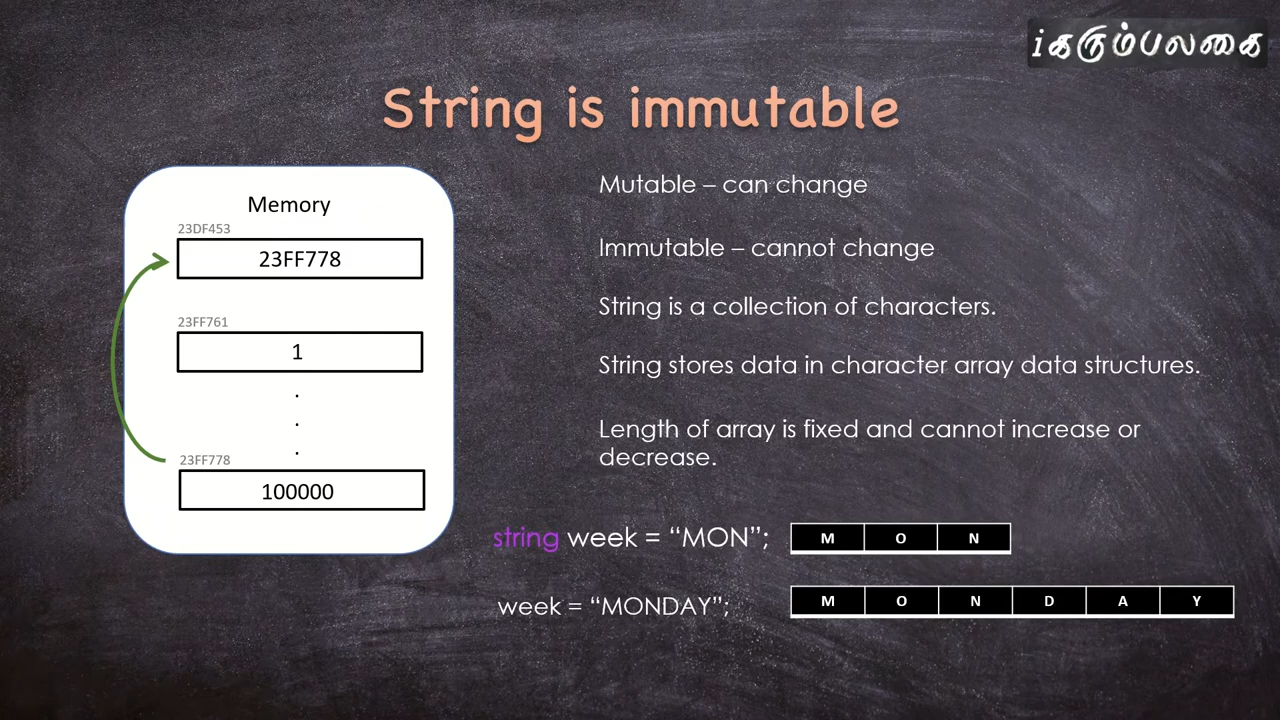 iகரும்பலகை
String is immutable
Memory
23DF453
23FF778
23FF761
1
.
.
.
23FF778
100000
Mutable – can change
Immutable – cannot change
String is a collection of characters.
String stores data in character array data structures.
Length of array is fixed and cannot increase or
decrease.
string week = “MON”;
M O N
week = “MONDAY”;
M O N D A Y